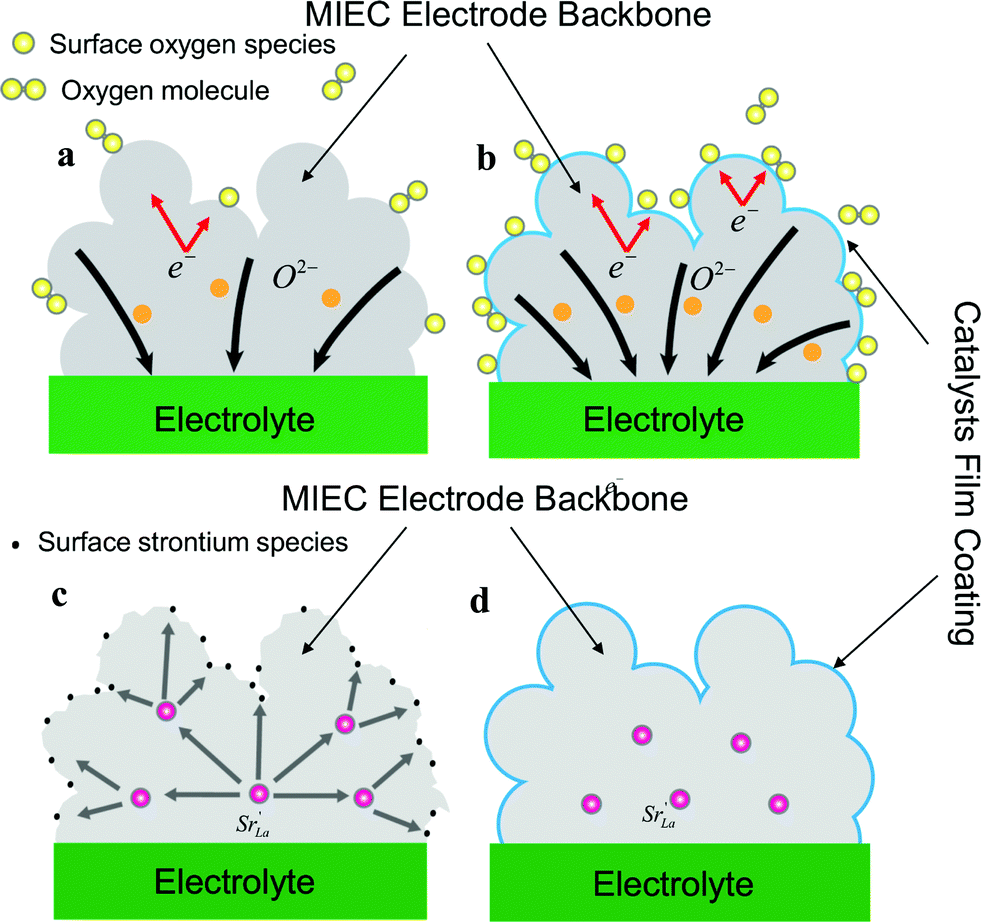 MIEC Electrode Backbone
Surface oxygen species
Oxygen molecule
a
b
e−
e−
e−
O2−
O2−
Electrolyte
Electrolyte
Catalysts Film Coating
MIEC Electrode Backbone
e−
Surface strontium species
c
d
Sr'La
Sr'La
Electrolyte
Electrolyte